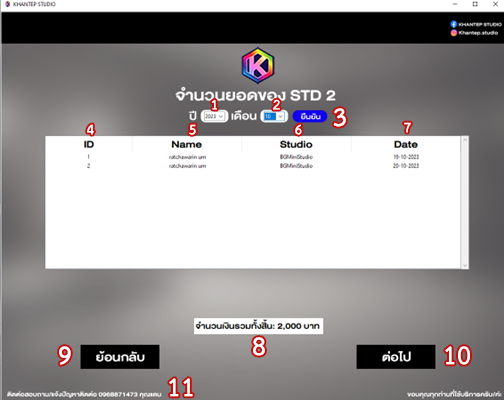 KHANTEP STUDIO
KHANTEP STUDIO
Khantep.studio
K
จำนวนยอดของ STD 2
1 2
ปี 2023 เดือน 10 ยืนยัน 3
4 5 6 7
ID Name Studio Date
1 ratchawarin urn BGMiniStudio 19-10-2023
2 ratchawarin urn BGMiniStudio 20-10-2023
จำนวนเงินรวมทั้งสิ้น: 2,000 บาท
8
9 ย้อนกลับ ต่อไป 10
ติดต่อสอบถาม/แจ้งปัญหาติดต่อ 0988871473 คุณแดน 11 ขอบคุณทุกท่านที่ใช้บริการครับ/ค่ะ